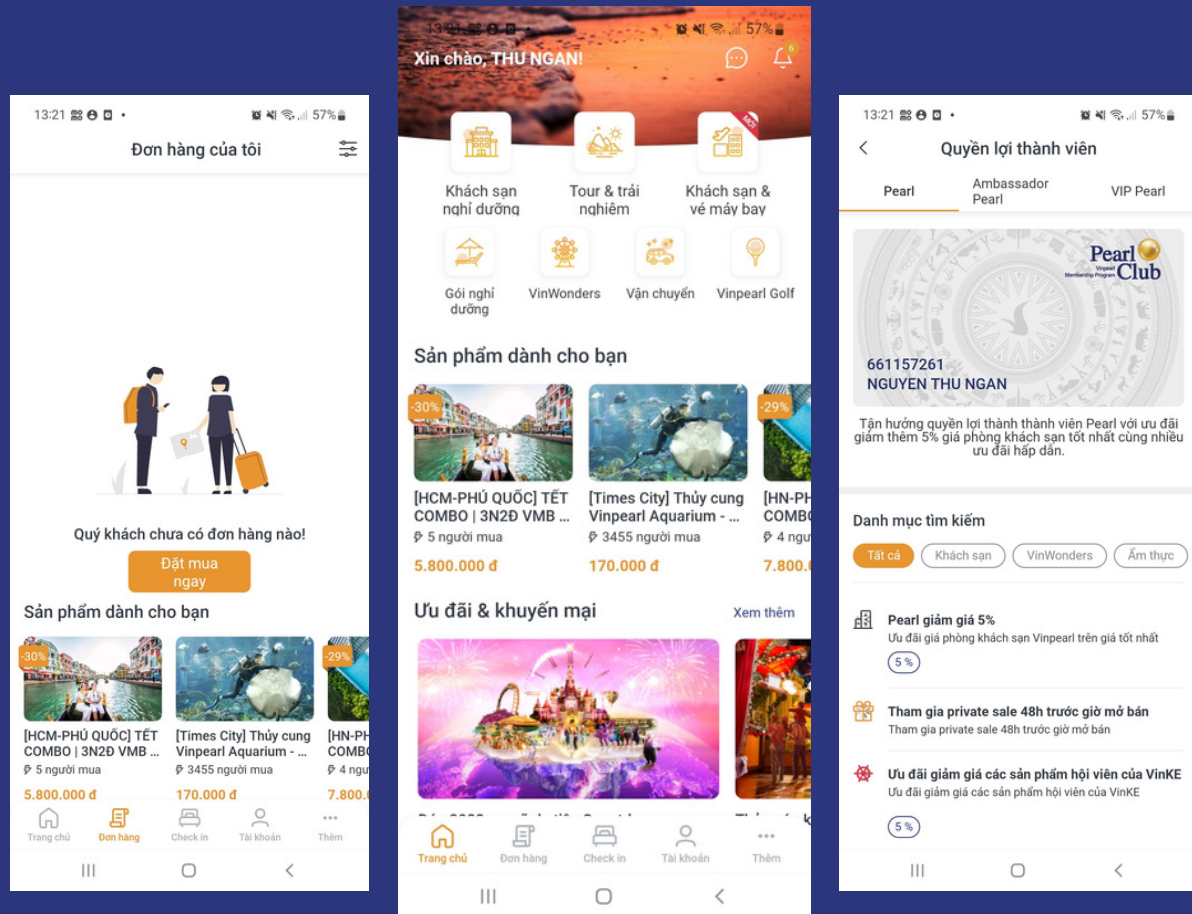 13:21
57%
Đơn hàng của tôi
Quý khách chưa có đơn hàng nào!
Đặt mua
ngay
Sản phẩm dành cho bạn
-30%
-29%
[HCM-PHÚ QUỐC] TẾT
COMBO | 3N2Đ VMB ...
5 người mua
5.800.000 đ
[Times City] Thủy cung
Vinpearl Aquarium - ...
3455 người mua
170.000 đ
[HN-PH
COMBO
4 ngư
7.800.
Trang chủ
Đơn hàng
Check in
Tài khoản
Thêm
13:21
57%
Xin chào, THU NGAN!
6
MỚI
Khách sạn
nghỉ dưỡng
Tour & trải
nghiệm
Khách sạn &
vé máy bay
Gói nghỉ
dưỡng
VinWonders
Vận chuyển
Vinpearl Golf
Sản phẩm dành cho bạn
-30%
-29%
[HCM-PHÚ QUỐC] TẾT
COMBO | 3N2Đ VMB ...
5 người mua
5.800.000 đ
[Times City] Thủy cung
Vinpearl Aquarium - ...
3455 người mua
170.000 đ
[HN-PH
COMBO
4 ngư
7.800.
Ưu đãi & khuyến mại
Xem thêm
Trang chủ
Đơn hàng
Check in
Tài khoản
Thêm
13:21
57%
Quyền lợi thành viên
Pearl
Ambassador
Pearl
VIP Pearl
Pearl
Vinpearl
Membership Program
Club
661157261
NGUYEN THU NGAN
Tận hưởng quyền lợi thành thành viên Pearl với ưu đãi
giảm thêm 5% giá phòng khách sạn tốt nhất cùng nhiều
ưu đãi hấp dẫn.
Danh mục tìm kiếm
Tất cả
Khách sạn
VinWonders
Ẩm thực
Pearl giảm giá 5%
Ưu đãi giá phòng khách sạn Vinpearl trên giá tốt nhất
5 %
Tham gia private sale 48h trước giờ mở bán
Tham gia private sale 48h trước giờ mở bán
Ưu đãi giảm giá các sản phẩm hội viên của VinKE
Ưu đãi giảm giá các sản phẩm hội viên của VinKE
5 %